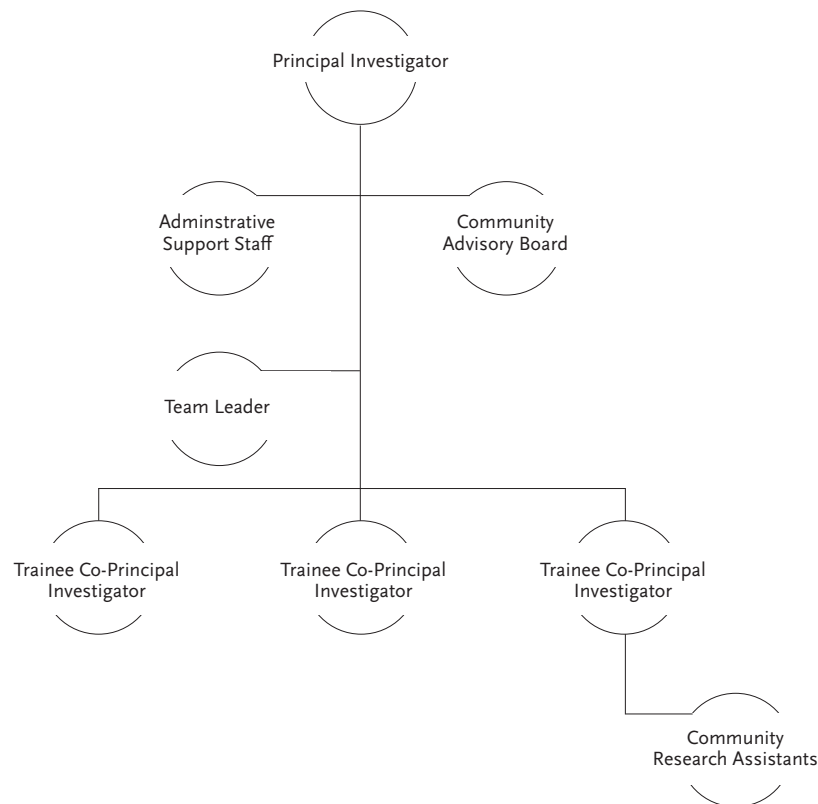 Principal Investigator
Adminstrative
Support Staff
Community
Advisory Board
Team Leader
Trainee Co-Principal
Investigator
Trainee Co-Principal
Investigator
Trainee Co-Principal
Investigator
Community
Research Assistants